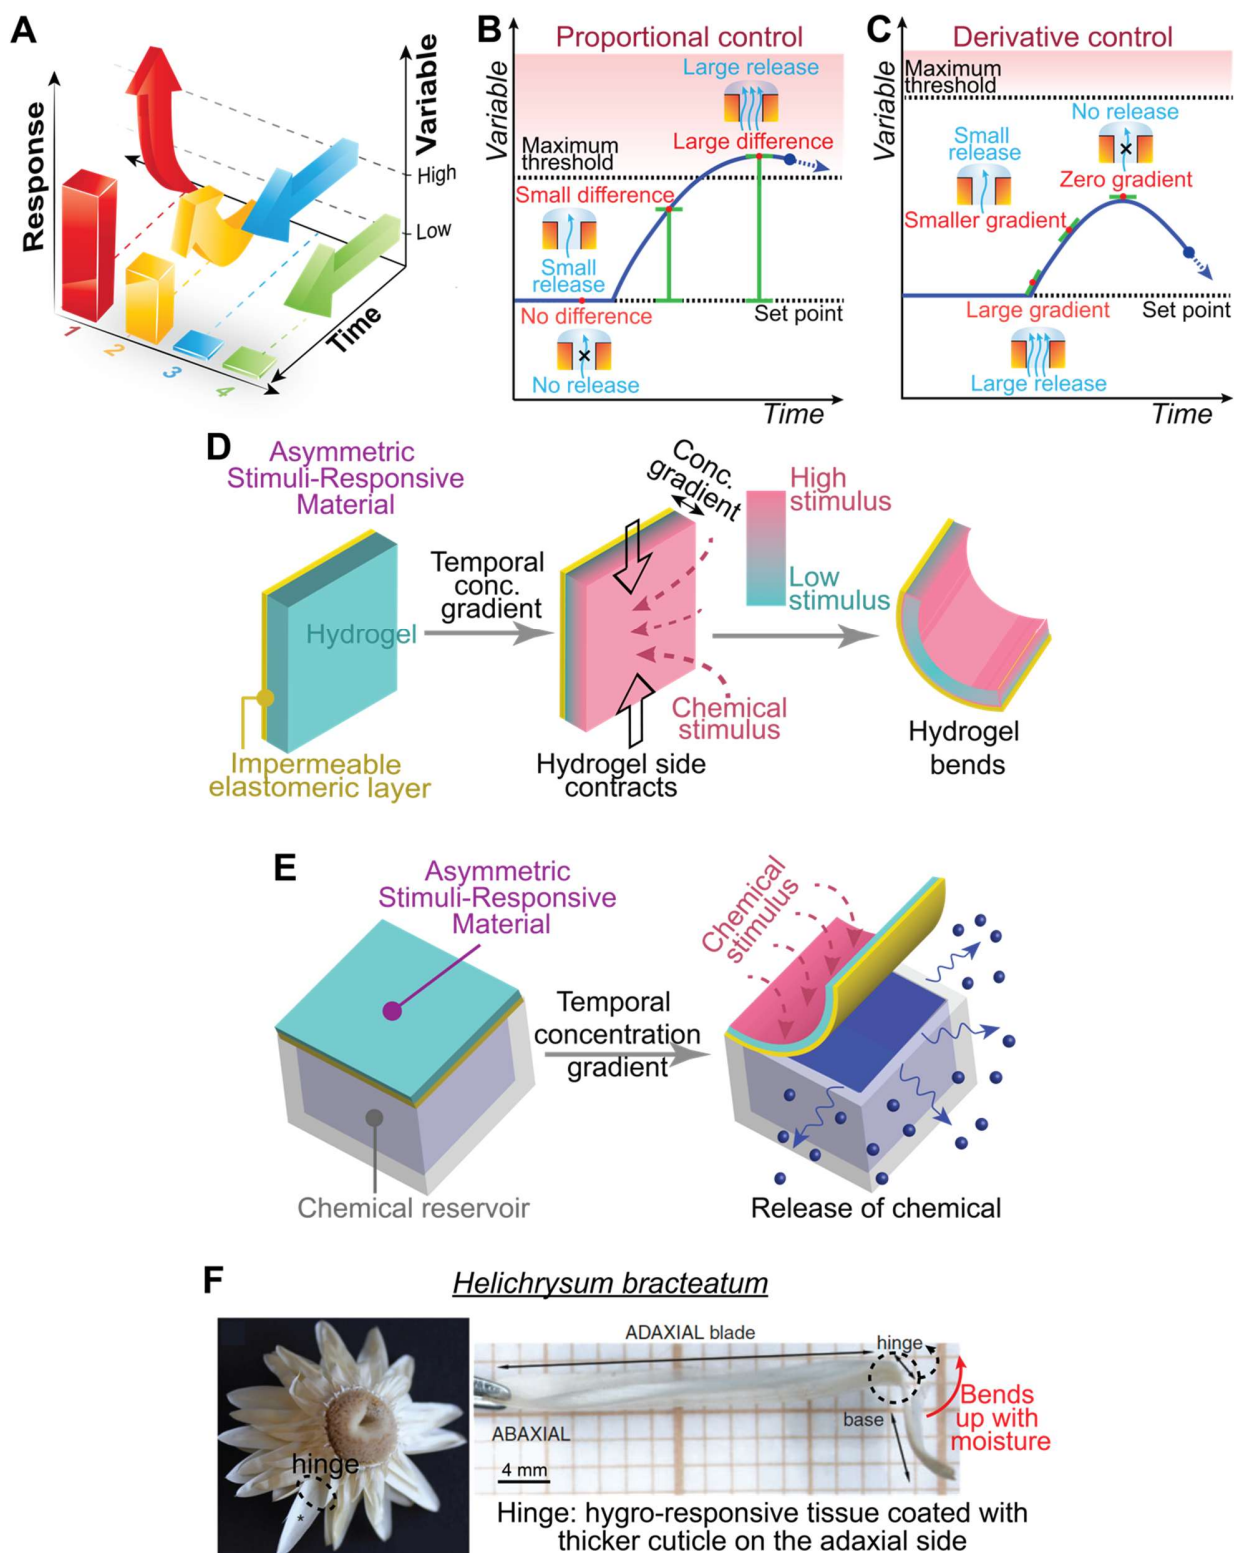 A
Response
Variable
High
Low
Time
1
2
3
4
B
Proportional control
Variable
Large release
Maximum
threshold
Large difference
Small difference
Small
release
Set point
No difference
No release
Time
C
Derivative control
Variable
Maximum
threshold
No release
Small
release
Zero gradient
Smaller gradient
Large gradient
Set point
Large release
Time
D
Asymmetric
Stimuli-Responsive
Material
Hydrogel
Impermeable
elastomeric layer
Temporal
conc.
gradient
Conc.
gradient
High
stimulus
Low
stimulus
Chemical
stimulus
Hydrogel side
contracts
Hydrogel
bends
E
Asymmetric
Stimuli-Responsive
Material
Chemical reservoir
Temporal
concentration
gradient
Chemical
stimulus
Release of chemical
F
Helichrysum bracteatum
hinge
*
ADAXIAL blade
hinge
base
ABAXIAL
4 mm
Bends
up with
moisture
Hinge: hygro-responsive tissue coated with
thicker cuticle on the adaxial side